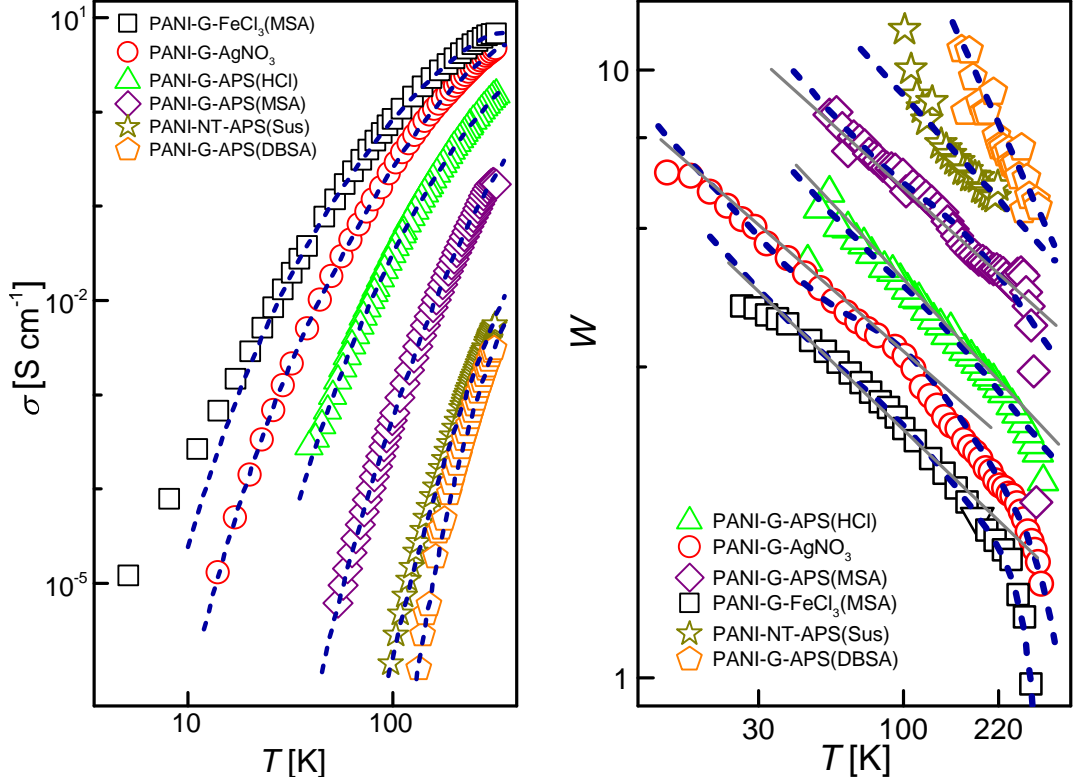 10¹
10⁻²
10⁻⁵
σ [S cm⁻¹]
PANI-G-FeCl₃(MSA)
PANI-G-AgNO₃
PANI-G-APS(HCl)
PANI-G-APS(MSA)
PANI-NT-APS(Sus)
PANI-G-APS(DBSA)
10
100
T [K]
10
1
W
PANI-G-APS(HCl)
PANI-G-AgNO₃
PANI-G-APS(MSA)
PANI-G-FeCl₃(MSA)
PANI-NT-APS(Sus)
PANI-G-APS(DBSA)
30
100
220
T [K]